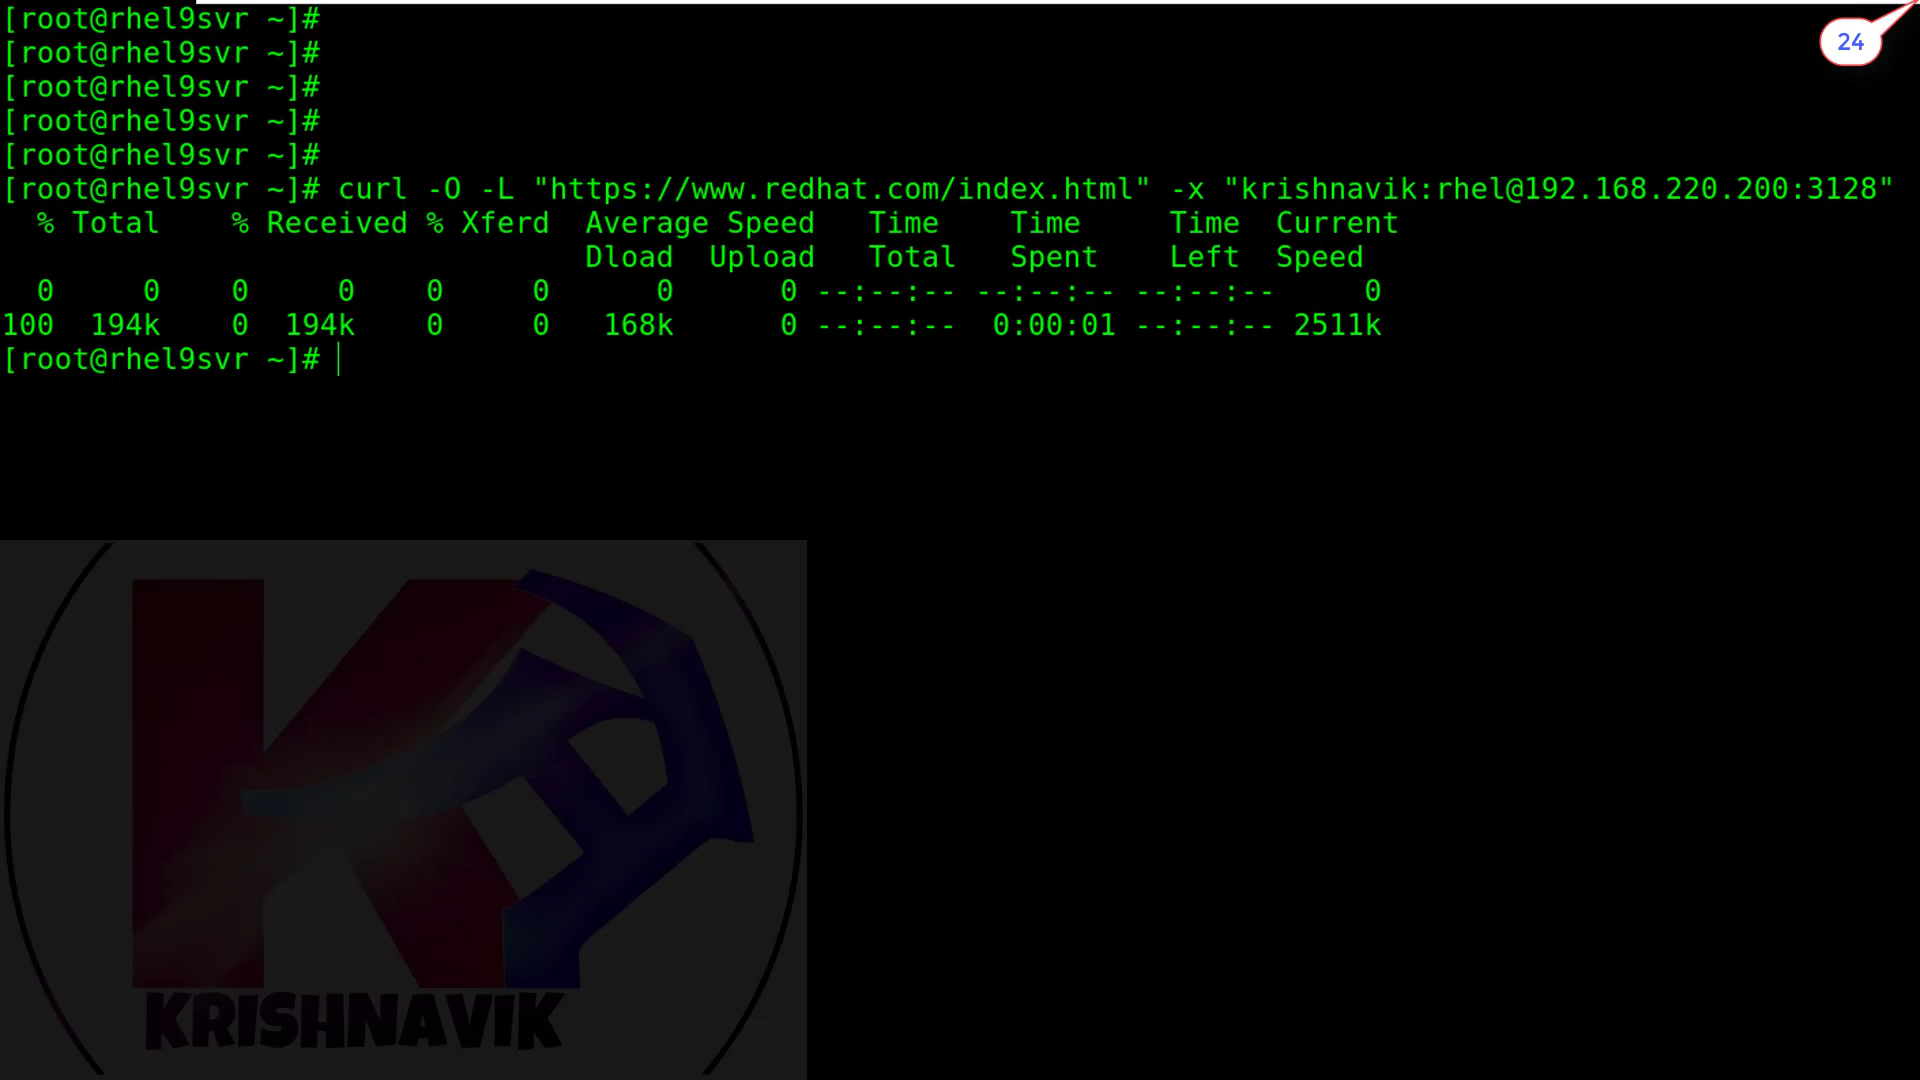 [root@rhel9svr ~]#
24
[root@rhel9svr ~]#
[root@rhel9svr ~]#
[root@rhel9svr ~]#
[root@rhel9svr ~]#
[root@rhel9svr ~]# curl -O -L "https://www.redhat.com/index.html" -x "krishnavik:rhel@192.168.220.200:3128"
  % Total    % Received % Xferd  Average Speed   Time    Time     Time  Current
                                 Dload  Upload   Total   Spent    Left  Speed
  0     0    0     0    0     0      0      0 --:--:-- --:--:-- --:--:--     0
100  194k    0  194k    0     0   168k      0 --:--:--  0:00:01 --:--:-- 2511k
[root@rhel9svr ~]#
KRISHNAVIK